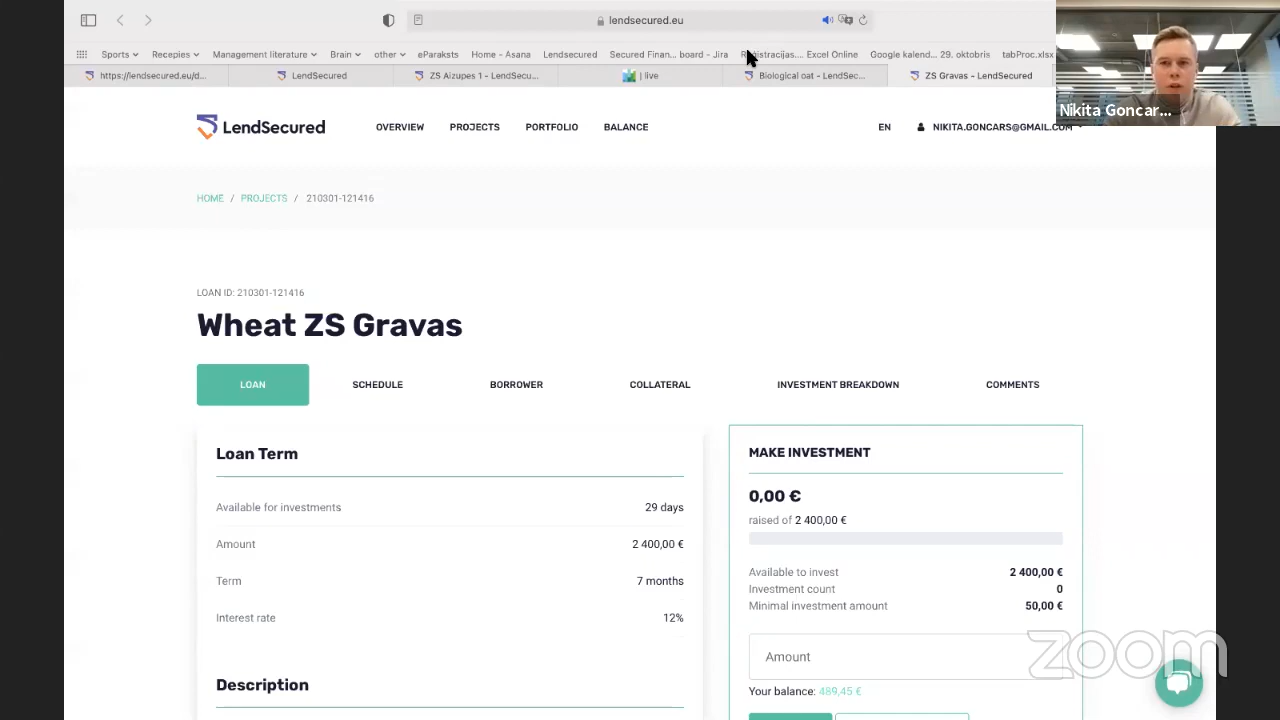 lendsecured.eu
Sports Recepies Management literature Brain other eParaksts Home - Asana Lendsecured Secured Finan... board - Jira Excel Online Google kalend... 29. oktobris tabProc.xlsx
https://lendsecured.eu/d... LendSecured ZS Aizupes 1 - LendSecu... | live Biological oat - LendSec... ZS Gravas - LendSecured
Nikita Goncar...
LendSecured OVERVIEW PROJECTS PORTFOLIO BALANCE EN NIKITA.GONCARS@GMAIL.COM
HOME / PROJECTS / 210301-121416
LOAN ID: 210301-121416
Wheat ZS Gravas
LOAN SCHEDULE BORROWER COLLATERAL INVESTMENT BREAKDOWN COMMENTS
Loan Term
Available for investments 29 days
Amount 2 400,00 €
Term 7 months
Interest rate 12%
Description
MAKE INVESTMENT
0,00 €
raised of 2 400,00 €
Available to invest 2 400,00 €
Investment count 0
Minimal investment amount 50,00 €
Amount
Your balance: 489,45 €
zoom